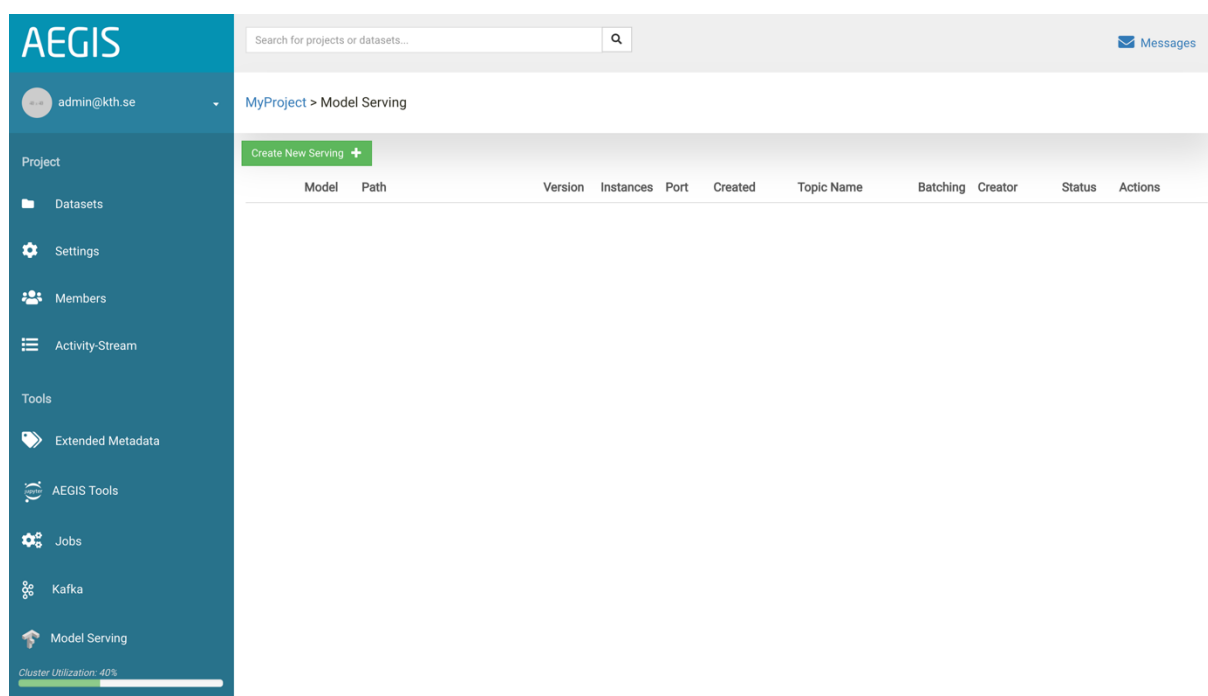 AEGIS
Search for projects or datasets...
Messages
admin@kth.se
MyProject > Model Serving
Create New Serving
Model Path Version Instances Port Created Topic Name Batching Creator Status Actions
Project
Datasets
Settings
Members
Activity-Stream
Tools
Extended Metadata
jupyter
AEGIS Tools
Jobs
Kafka
Model Serving
Cluster Utilization: 40%